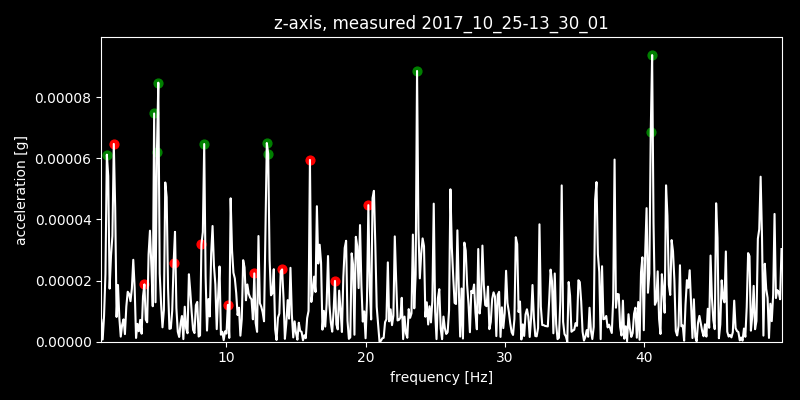 z-axis, measured 2017_10_25-13_30_01
acceleration [g]
0.00008
0.00006
0.00004
0.00002
0.00000
10 20 30 40
frequency [Hz]